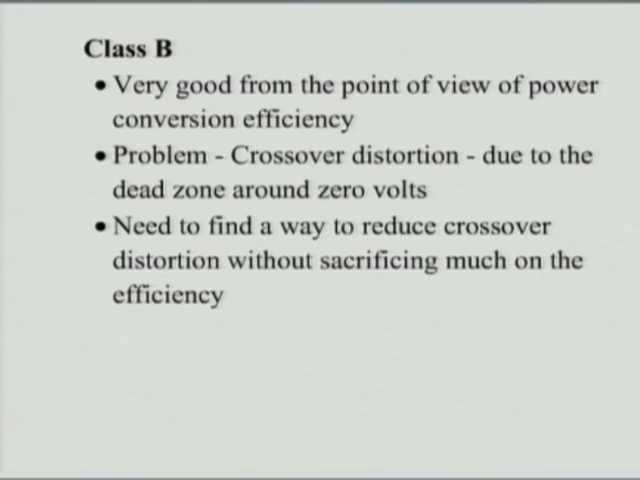 Class B
• Very good from the point of view of power
conversion efficiency
• Problem - Crossover distortion - due to the
dead zone around zero volts
• Need to find a way to reduce crossover
distortion without sacrificing much on the
efficiency